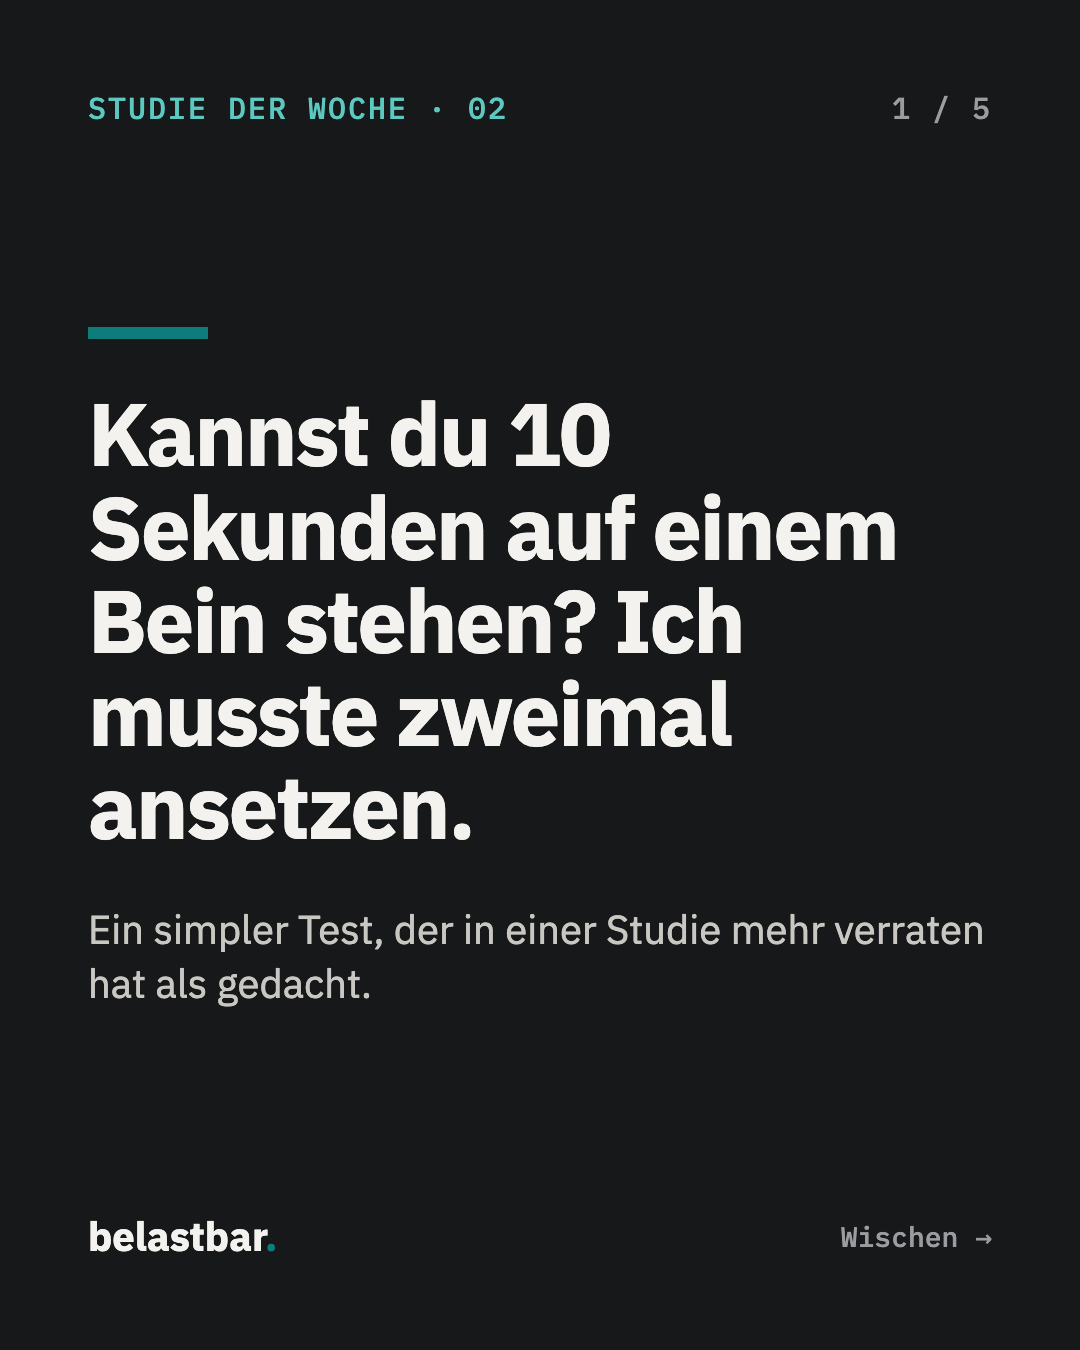 STUDIE DER WOCHE · 02
1 / 5
Kannst du 10
Sekunden auf einem
Bein stehen? Ich
musste zweimal
ansetzen.
Ein simpler Test, der in einer Studie mehr verraten
hat als gedacht.
belastbar.
Wischen →